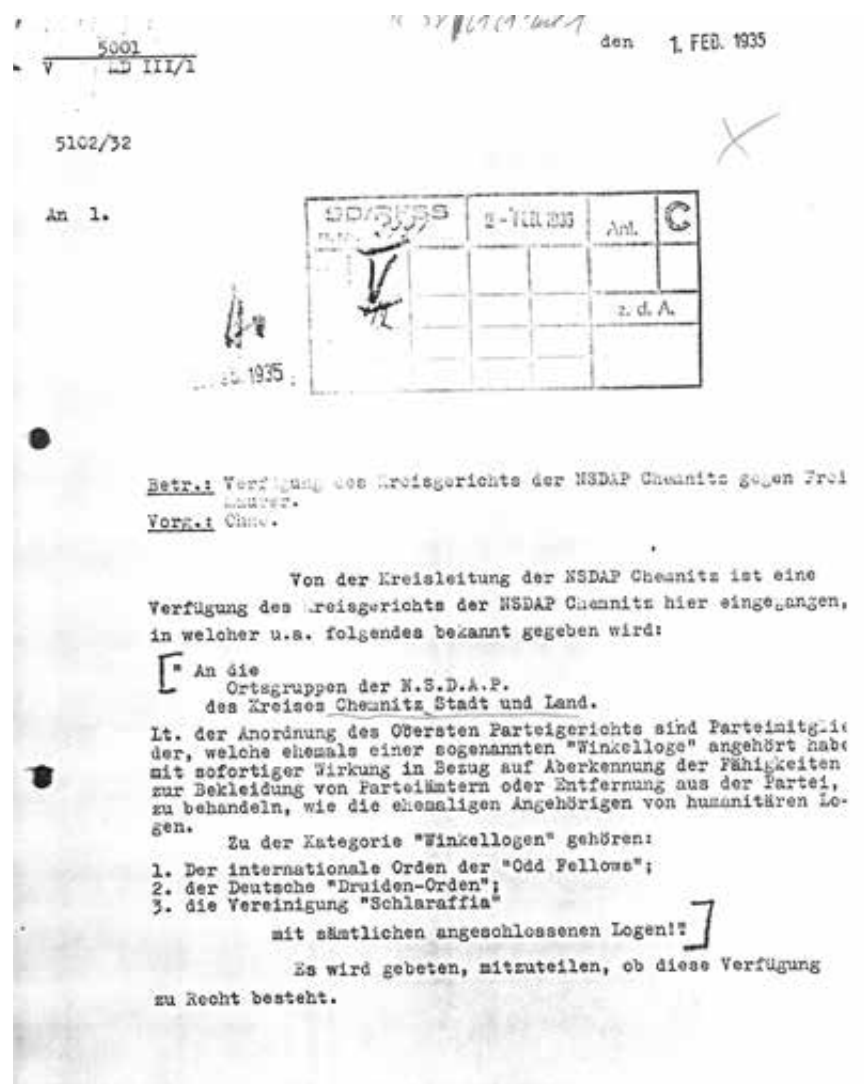 den 1. FEB. 1935
5001
V LD III/1
5102/32
An 1.
SD/RFSS
Ant. C
z. d. A.
1935
Betr.: Verfügung des Kreisgerichts der NSDAP Chemnitz gegen Frei
maurer.
Vorg.: Ohne.
Von der Kreisleitung der NSDAP Chemnitz ist eine
Verfügung des Kreisgerichts der NSDAP Chemnitz hier eingegangen,
in welcher u.a. folgendes bekannt gegeben wird:
[" An die
Ortsgruppen der N.S.D.A.P.
des Kreises Chemnitz Stadt und Land.
Lt. der Anordnung des Obersten Parteigerichts sind Parteimitglie
der, welche ehemals einer sogenannten "Winkelloge" angehört habe
mit sofortiger Wirkung in Bezug auf Aberkennung der Fähigkeiten
zur Bekleidung von Parteiämtern oder Entfernung aus der Partei,
zu behandeln, wie die ehemaligen Angehörigen von humanitären Lo-
gen.
Zu der Kategorie "Winkellogen" gehören:
1. Der internationale Orden der "Odd Fellows";
2. der Deutsche "Druiden-Orden";
3. die Vereinigung "Schlaraffia"
mit sämtlichen angeschlossenen Logen!"]
Es wird gebeten, mitzuteilen, ob diese Verfügung
zu Recht besteht.